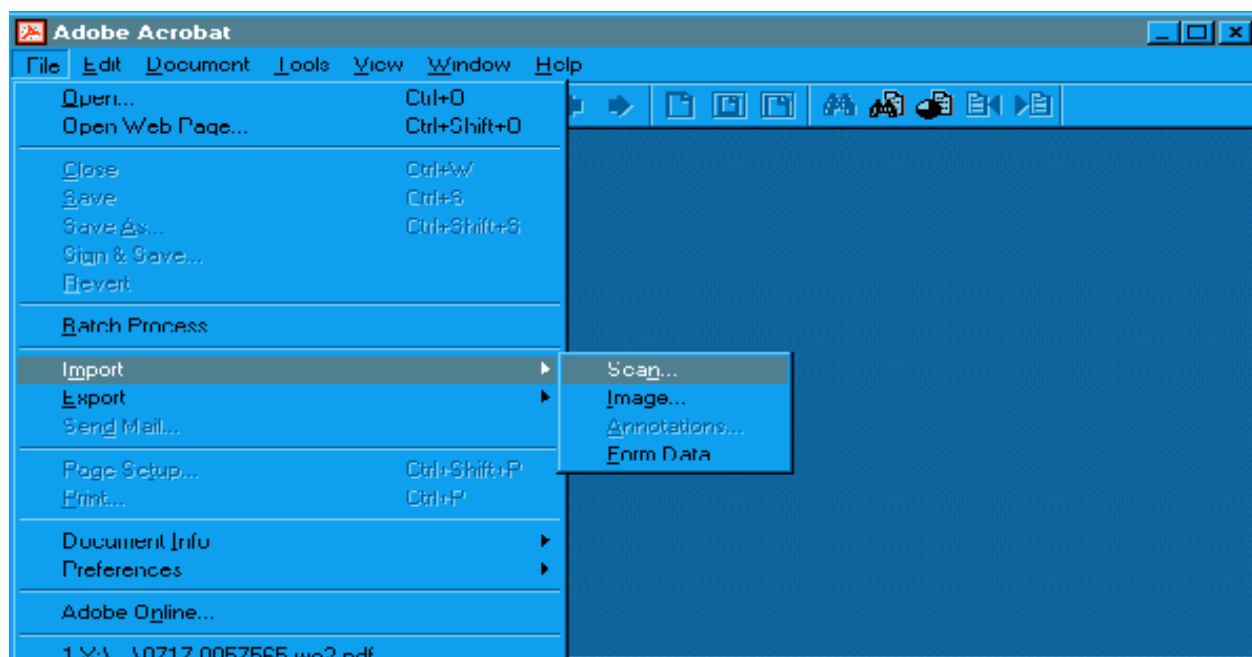 Adobe Acrobat
File Edit Document Tools View Window Help
Open... Ctrl+O
Open Web Page... Ctrl+Shift+O
Close Ctrl+W
Save Ctrl+S
Save As... Ctrl+Shift+S
Sign & Save...
Revert
Batch Process
Import
Export
Send Mail...
Page Setup... Ctrl+Shift+P
Print... Ctrl+P
Document Info
Preferences
Adobe Online...
Scan...
Image...
Annotations...
Form Data